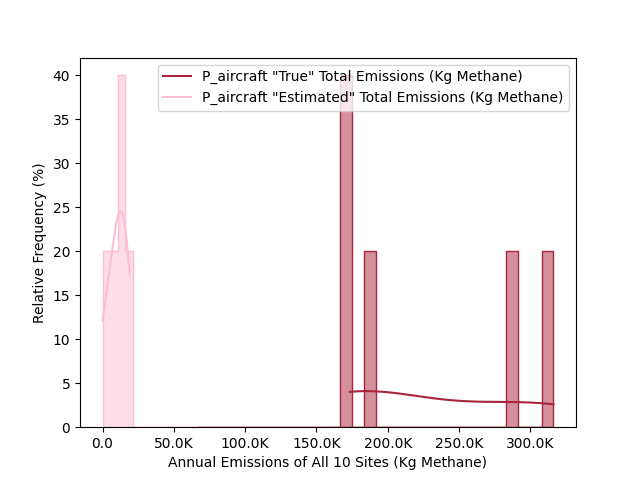 P_aircraft "True" Total Emissions (Kg Methane)
P_aircraft "Estimated" Total Emissions (Kg Methane)
40
35
30
25
20
15
10
5
0
Relative Frequency (%)
0.0 50.0K 100.0K 150.0K 200.0K 250.0K 300.0K
Annual Emissions of All 10 Sites (Kg Methane)